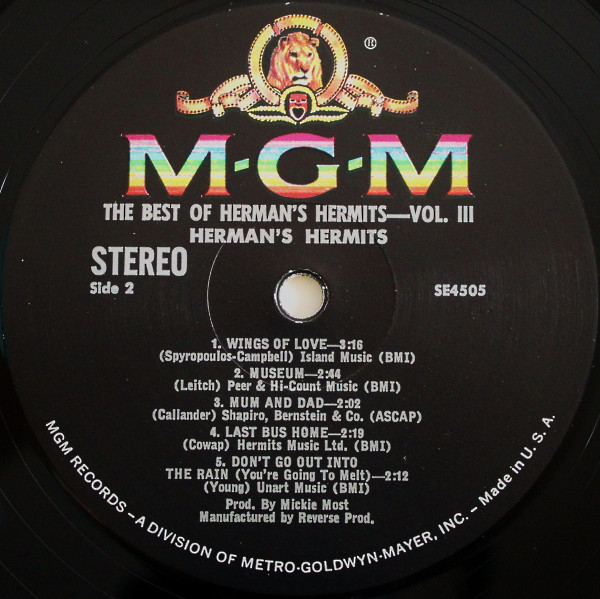 ®
M·G·M
THE BEST OF HERMAN'S HERMITS—VOL. III
HERMAN'S HERMITS
STEREO
Side 2
SE4505
1. WINGS OF LOVE—3:16
(Spyropoulos-Campbell) Island Music (BMI)
2. MUSEUM—2:44
(Leitch) Peer & Hi-Count Music (BMI)
3. MUM AND DAD—2:02
(Callander) Shapiro, Bernstein & Co. (ASCAP)
4. LAST BUS HOME—2:19
(Cowap) Hermits Music Ltd. (BMI)
5. DON'T GO OUT INTO
THE RAIN (You're Going To Melt)—2:12
(Young) Unart Music (BMI)
Prod. By Mickie Most
Manufactured by Reverse Prod.
MGM RECORDS – A DIVISION OF METRO-GOLDWYN-MAYER, INC. – Made in U. S. A.